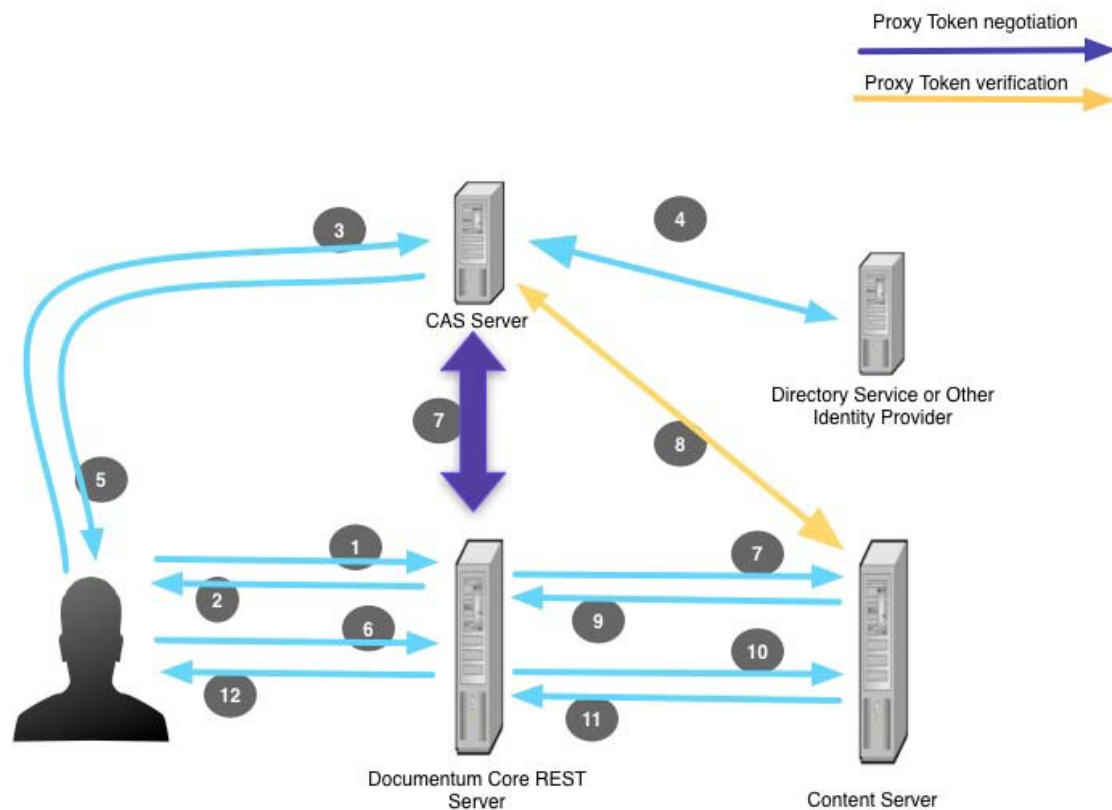 Proxy Token negotiation
Proxy Token verification
3
4
CAS Server
Directory Service or Other
Identity Provider
7
8
5
1
7
2
9
6
10
12
11
Documentum Core REST
Server
Content Server